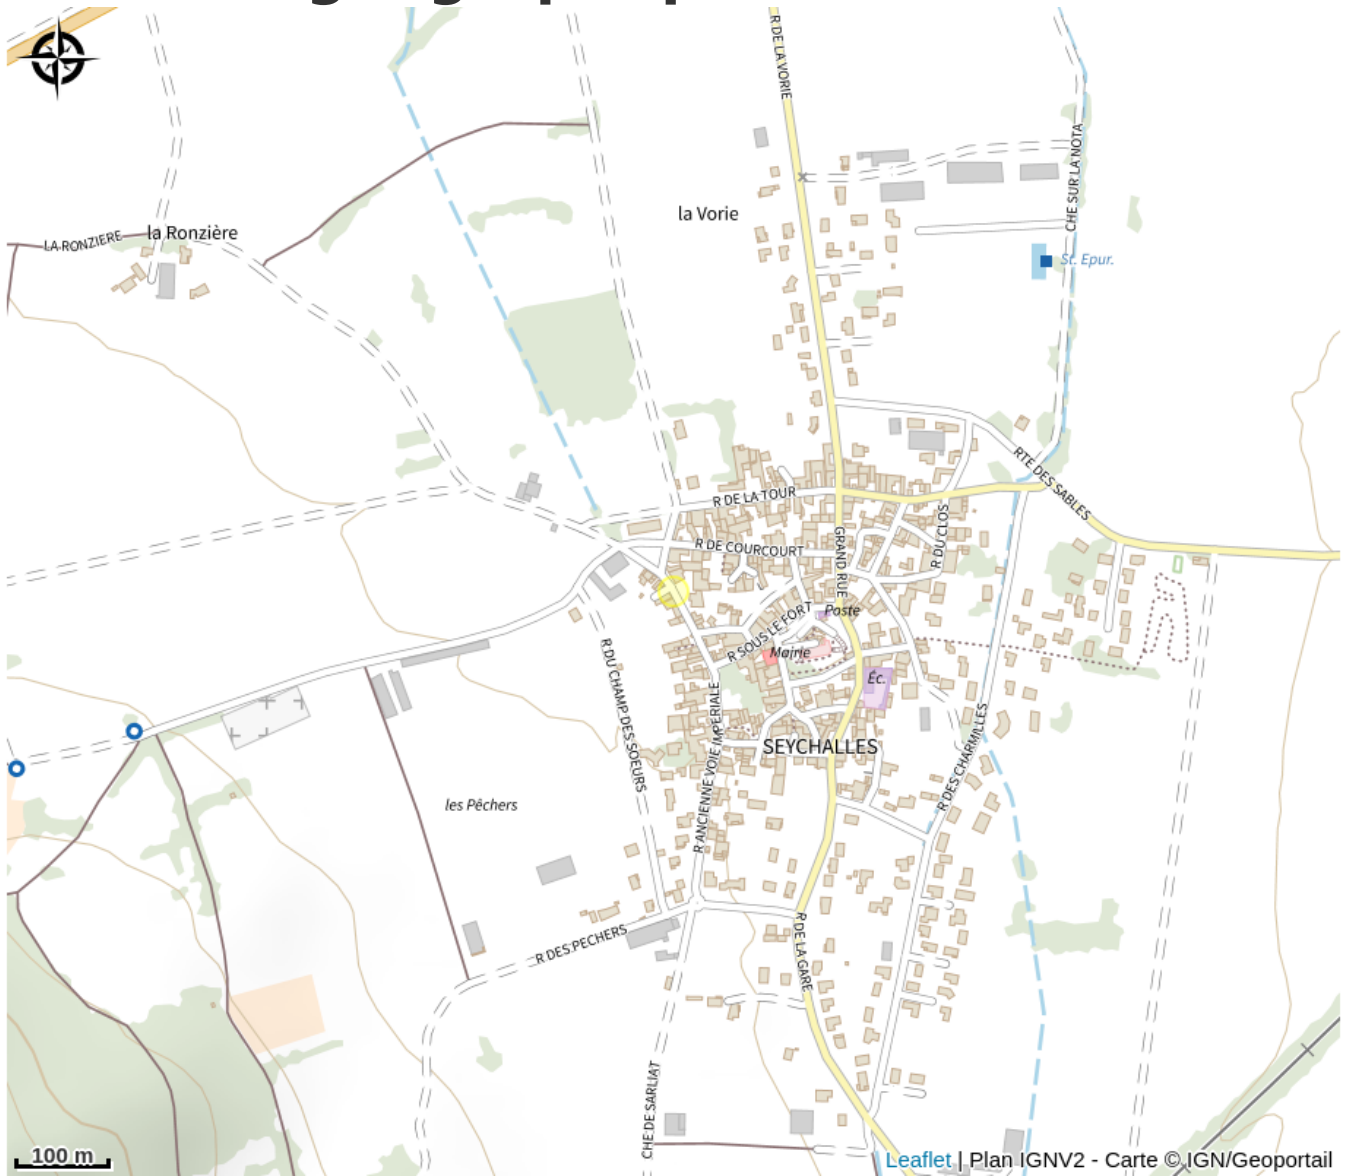 R DE LA VORIE
CHE SUR LA NOTA
la Vorie
LA RONZIERE
la Ronzière
St. Epur.
RTE DES SABLES
R DE LA TOUR
R DU CLOS
GRAND RUE
R DE COURCOURT
Poste
R SOUS LE FORT
Mairie
Éc.
R DU CHAMP DES SOEURS
R ANCIENNE VOIE IMPERIALE
SEYCHALLES
R DES CHARMILLES
les Pêchers
R DES PECHERS
R DE LA GARE
CHE DE SARLIAT
100 m
Leaflet | Plan IGNV2 - Carte © IGN/Geoportail